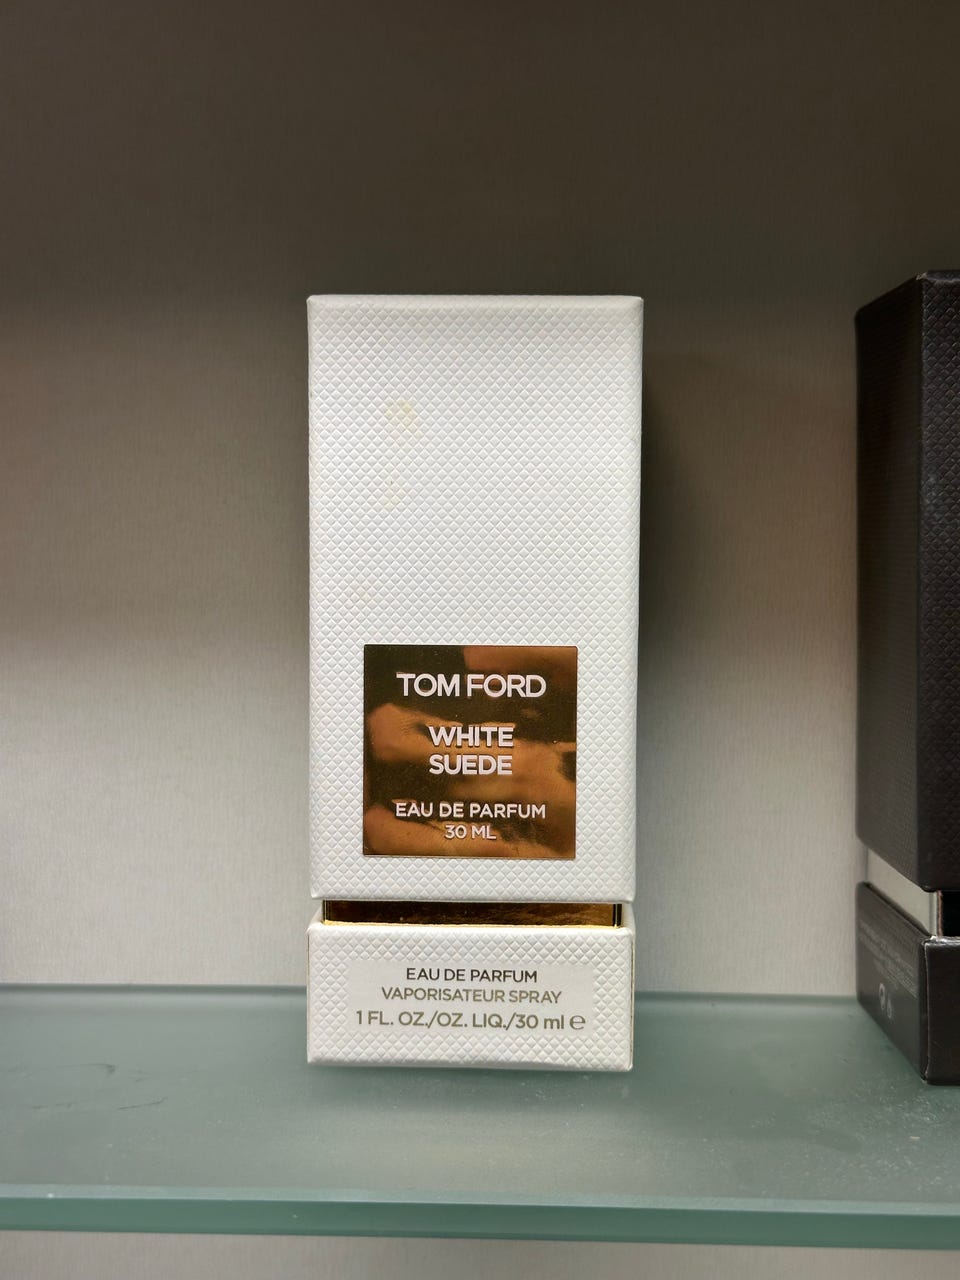 TOM FORD
WHITE
SUEDE
EAU DE PARFUM
30 ML
EAU DE PARFUM
VAPORISATEUR SPRAY
1 FL. OZ./OZ. LIQ./30 ml ℮